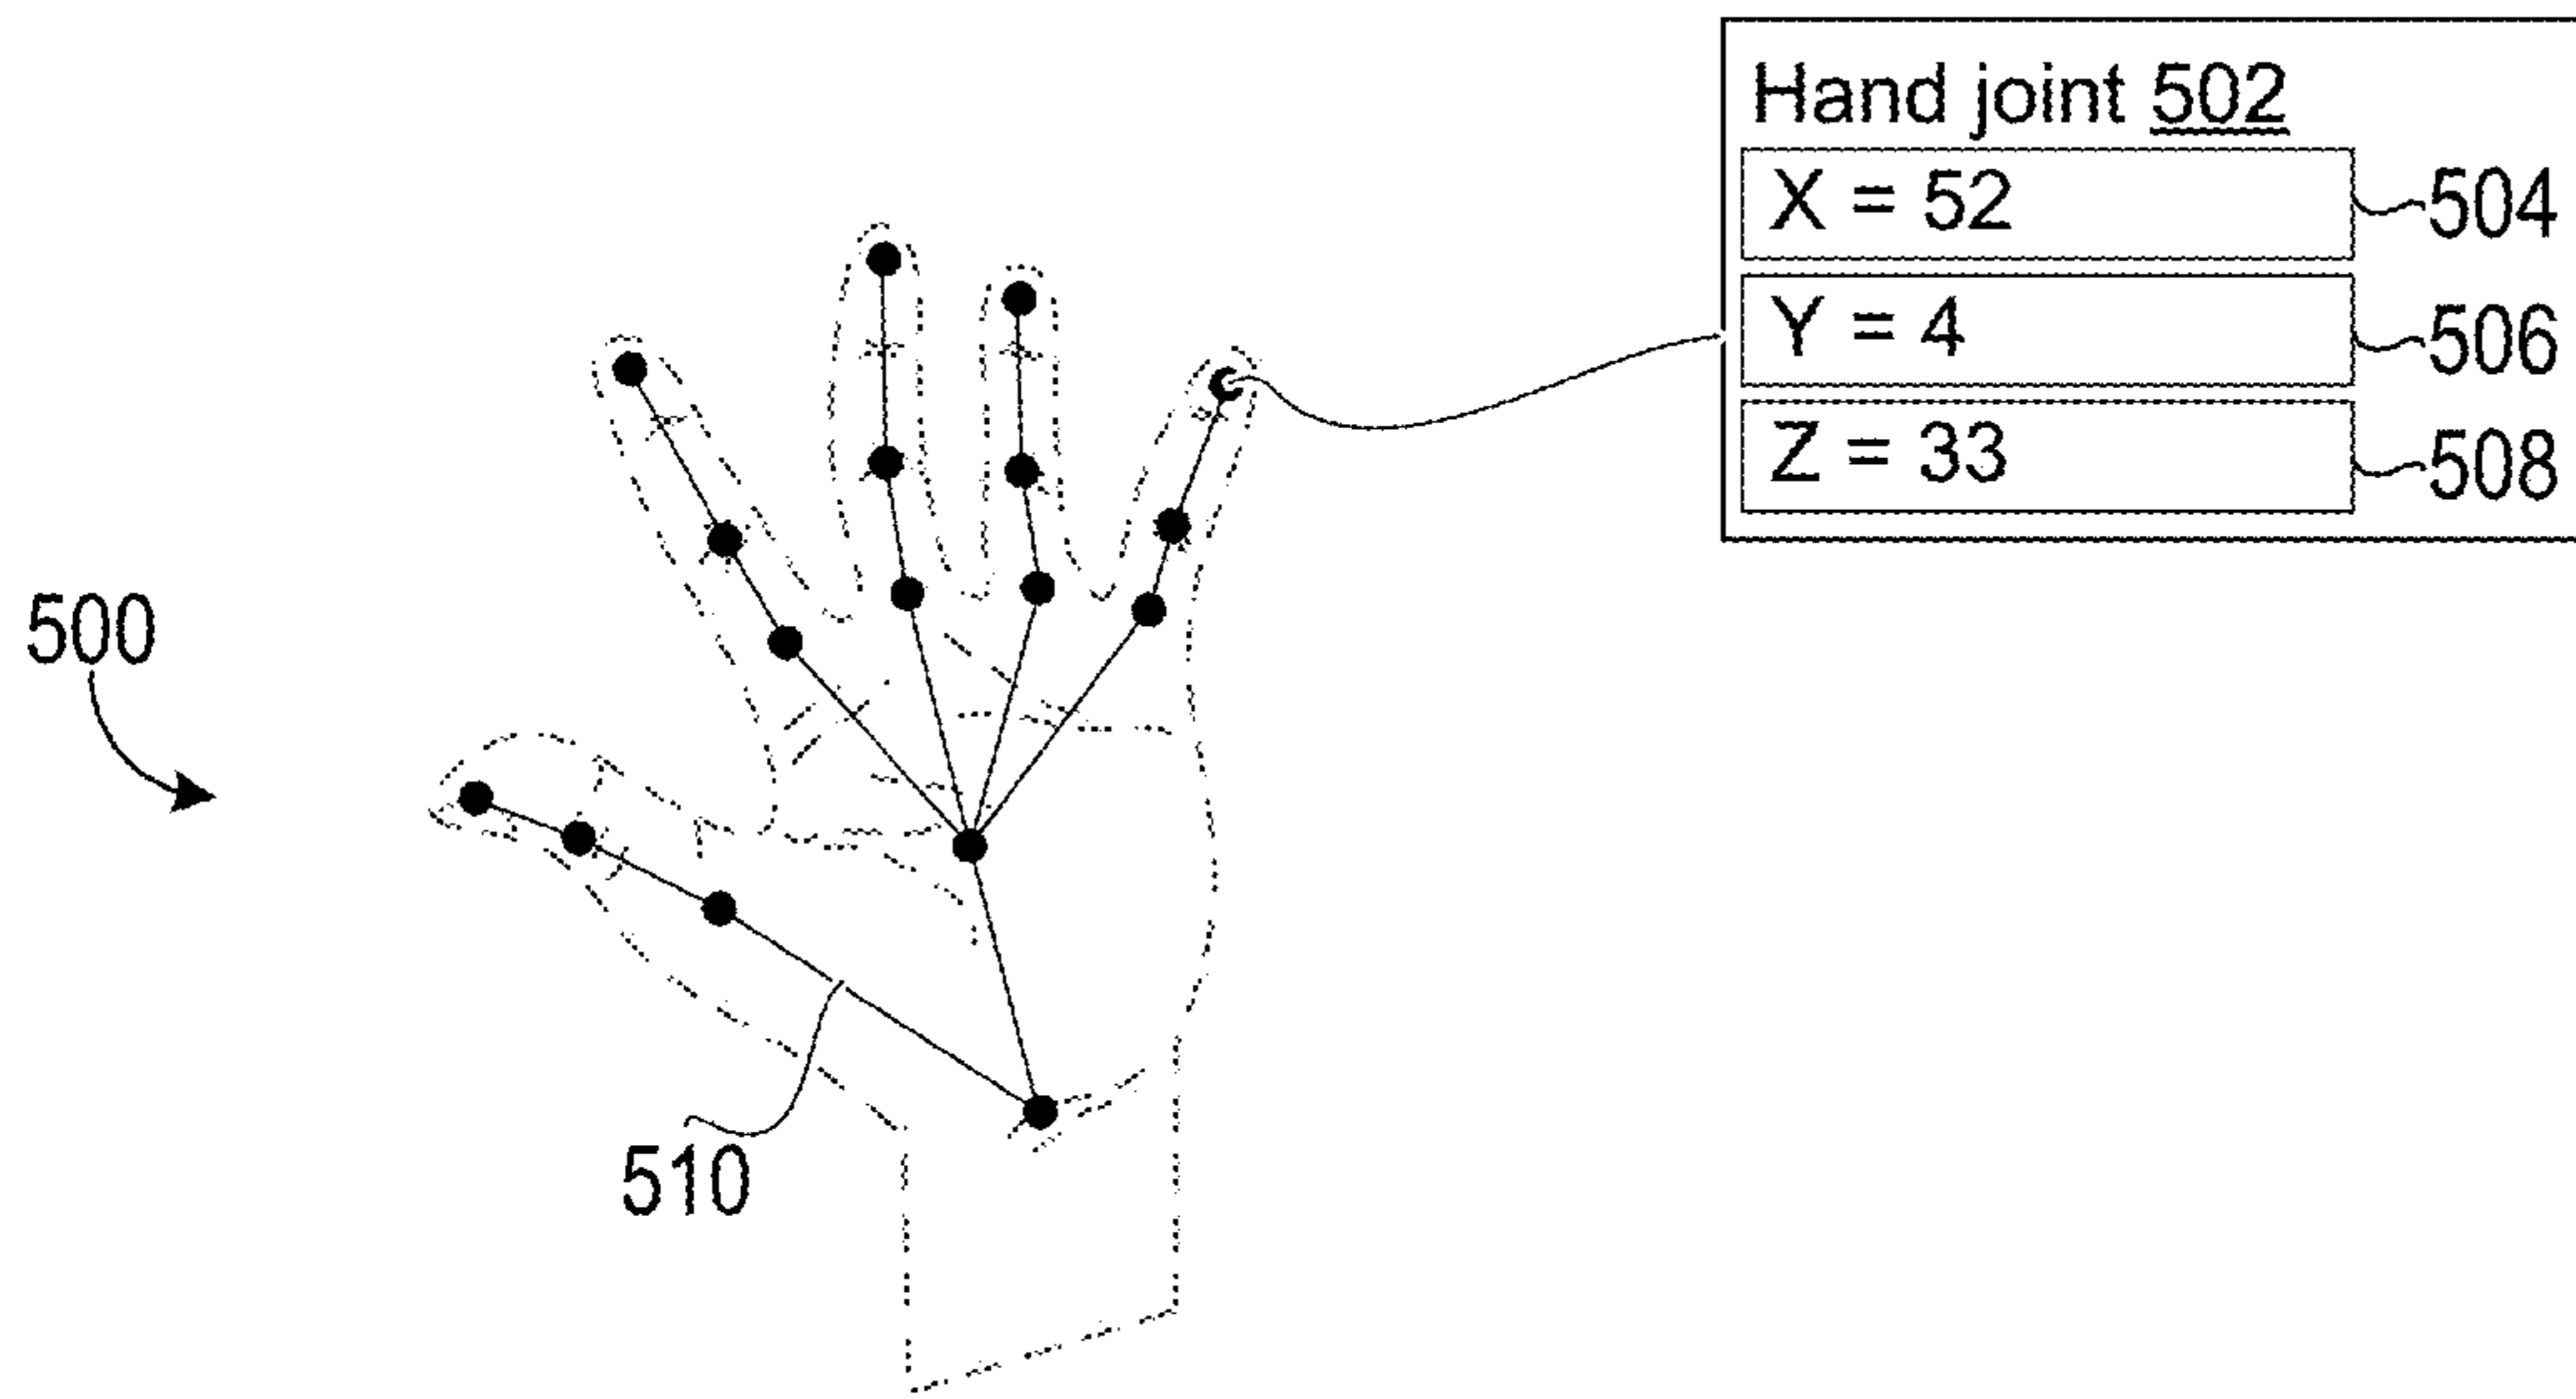 Hand joint 502
X = 52
504
Y = 4
506
Z = 33
508
500
510